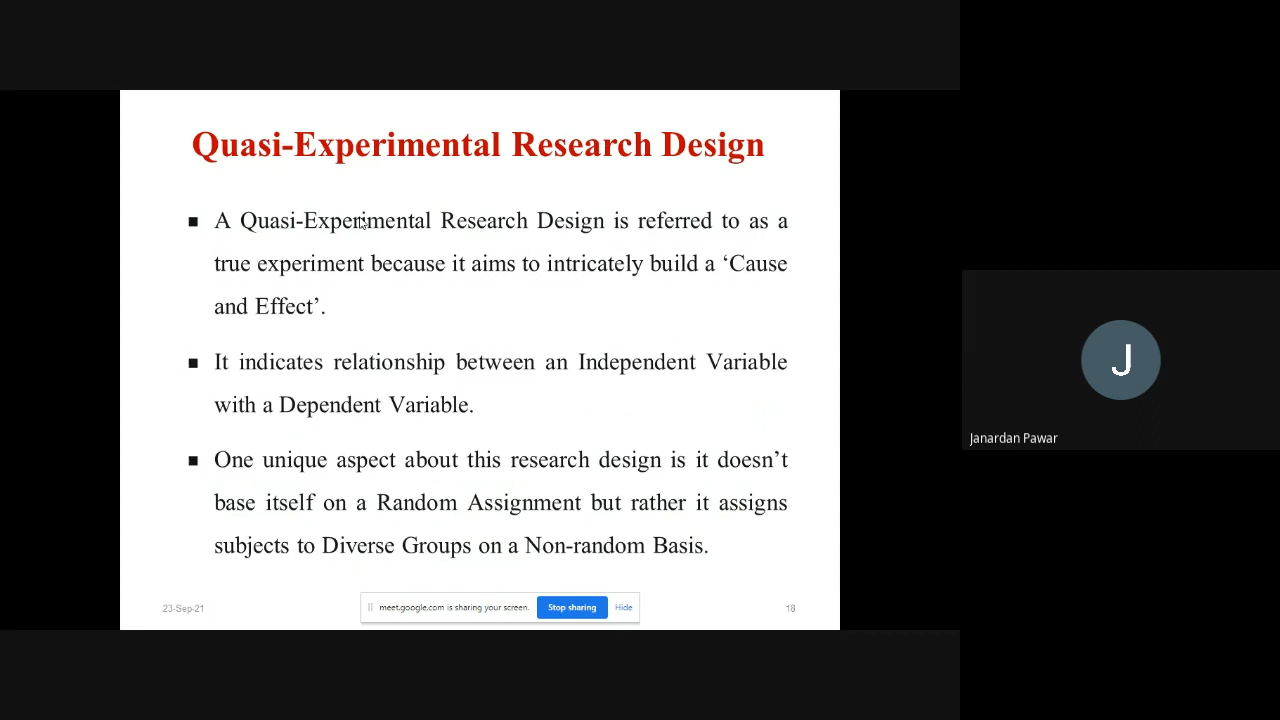 Quasi-Experimental Research Design
■ A Quasi-Experimental Research Design is referred to as a
true experiment because it aims to intricately build a ‘Cause
and Effect’.
■ It indicates relationship between an Independent Variable
with a Dependent Variable.
■ One unique aspect about this research design is it doesn’t
base itself on a Random Assignment but rather it assigns
subjects to Diverse Groups on a Non-random Basis.
23-Sep-21
meet.google.com is sharing your screen. Stop sharing Hide
18
J
Janardan Pawar